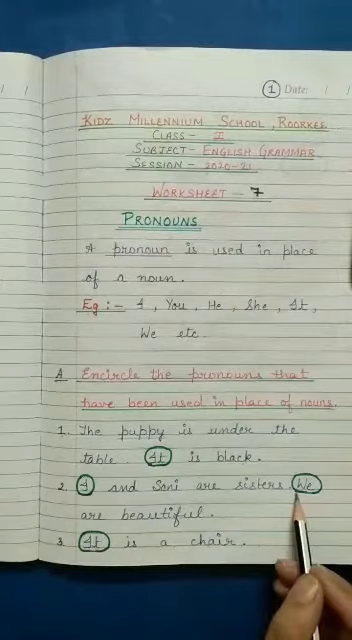 1 Date: / /
/ /
KIDZ MILLENNIUM SCHOOL, ROORKEE
CLASS - I
SUBJECT - ENGLISH GRAMMAR
SESSION - 2020-21
WORKSHEET - 7
PRONOUNS
A pronoun is used in place
of a noun.
Eg :- I, You, He, She, It,
We etc.
A Encircle the pronouns that
have been used in place of nouns.
1. The puppy is under the
table. It is black.
2. I and Soni are sisters. We
are beautiful.
3. It is a chair.